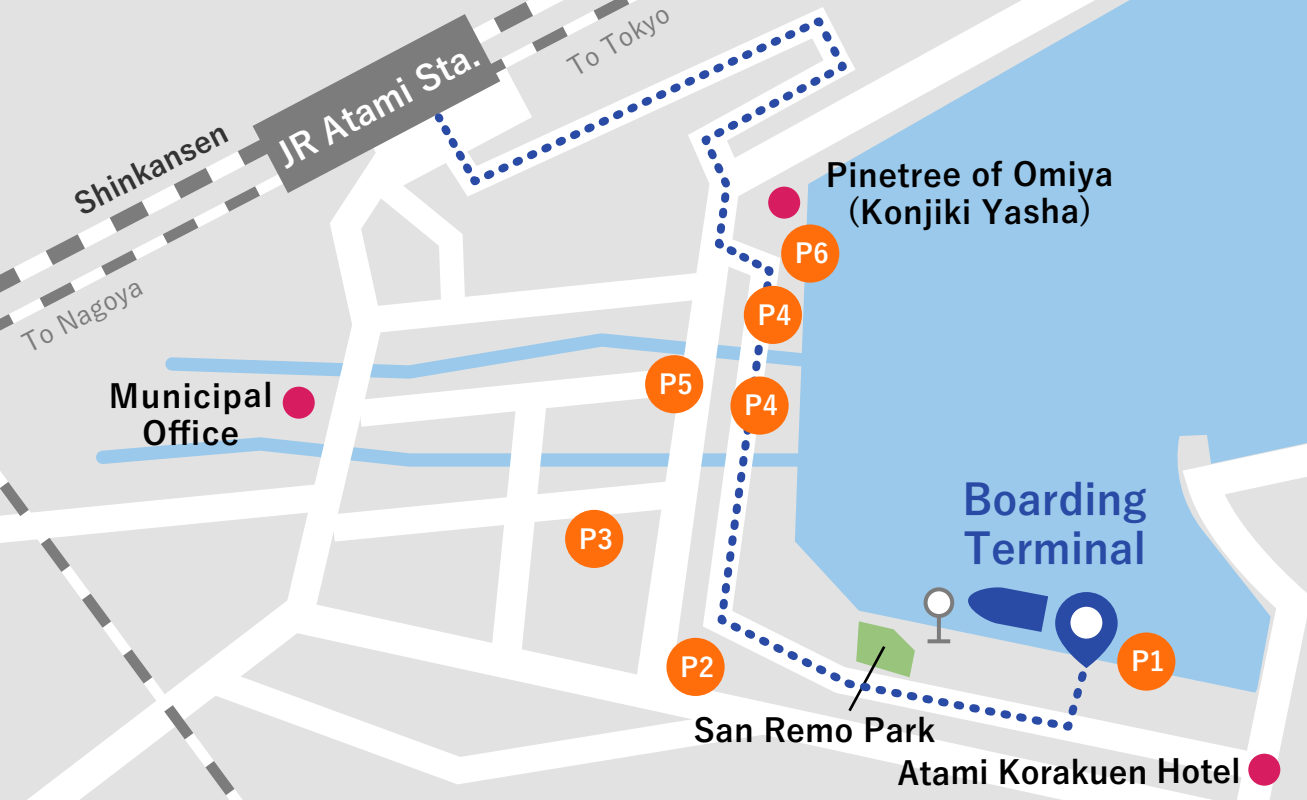 To Tokyo
JR Atami Sta.
Shinkansen
To Nagoya
Pinetree of Omiya
(Konjiki Yasha)
P6
P4
P5
P4
Municipal
Office
Boarding
Terminal
P3
P2
P1
San Remo Park
Atami Korakuen Hotel